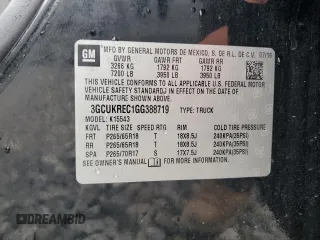 GM
MFD BY GENERAL MOTORS DE MEXICO, S. DE R.L. DE C.V.
GVWR GAWR FRT GAWR RR
3266 KG 1792 KG 1792 KG
7200 LB 3950 LB 3950 LB
THIS VEHICLE CONFORMS TO ALL APPLICABLE U.S. FEDERAL MOTOR
VEHICLE SAFETY STANDARDS IN EFFECT ON THE DATE OF
MANUFACTURE SHOWN ABOVE.
3GCUKREC1GG388719 TYPE: TRUCK
MODEL: K15543
TIRE SIZE SPEED RTG RIM COLD TIRE PRESSURE
FRT P265/65R18 T 18X8.5J 240KPA(35PSI)
RR P265/65R18 T 18X8.5J 240KPA(35PSI)
SPA P265/70R17 S 17X7.5J 240KPA(35PSI)
SEE OWNER'S MANUAL FOR ADDITIONAL INFORMATION.
© AutoBidMaster